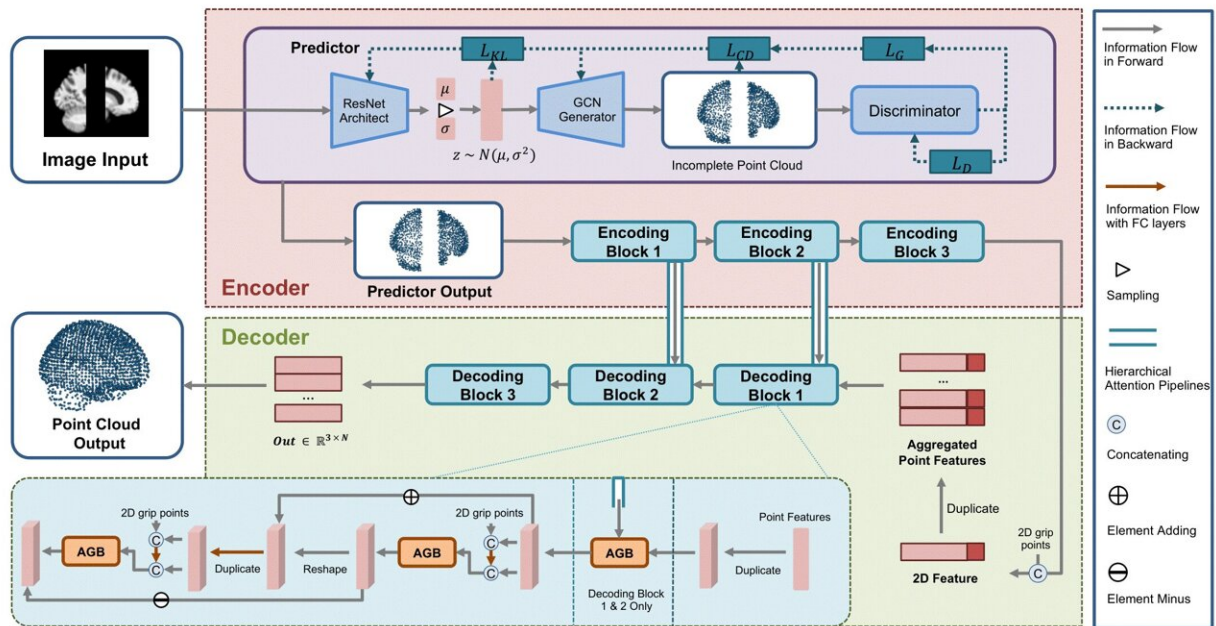 Predictor
L_KL
L_CD
L_G
ResNet
Architect
μ
σ
z ~ N(μ, σ²)
GCN
Generator
Incomplete Point Cloud
Discriminator
L_D
Image Input
Predictor Output
Encoding
Block 1
Encoding
Block 2
Encoding
Block 3
Encoder
Decoder
Point Cloud
Output
...
Out ∈ ℝ^{3×N}
Decoding
Block 3
Decoding
Block 2
Decoding
Block 1
...
Aggregated
Point Features
Duplicate
2D Feature
2D grip
points
C
2D grip points
C
C
AGB
Duplicate
Reshape
AGB
2D grip points
C
C
AGB
Decoding Block
1 & 2 Only
Duplicate
Point Features
Information Flow
in Forward
Information Flow
in Backward
Information Flow
with FC layers
Sampling
Hierarchical
Attention Pipelines
C
Concatenating
Element Adding
Element Minus